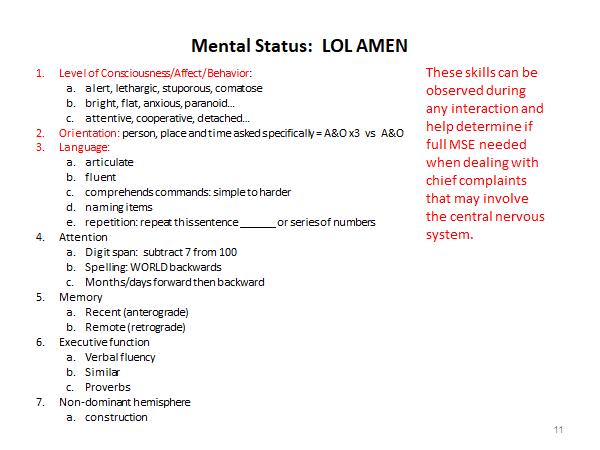 Mental Status: LOL AMEN
1. Level of Consciousness/Affect/Behavior:
a. alert, lethargic, stuporous, comatose
b. bright, flat, anxious, paranoid...
c. attentive, cooperative, detached...
2. Orientation: person, place and time asked specifically = A&O x3 vs A&O
3. Language:
a. articulate
b. fluent
c. comprehends commands: simple to harder
d. naming items
e. repetition: repeat this sentence ______ or series of numbers
4. Attention
a. Digit span: subtract 7 from 100
b. Spelling: WORLD backwards
c. Months/days forward then backward
5. Memory
a. Recent (anterograde)
b. Remote (retrograde)
6. Executive function
a. Verbal fluency
b. Similar
c. Proverbs
7. Non-dominant hemisphere
a. construction
These skills can be
observed during
any interaction and
help determine if
full MSE needed
when dealing with
chief complaints
that may involve
the central nervous
system.
11